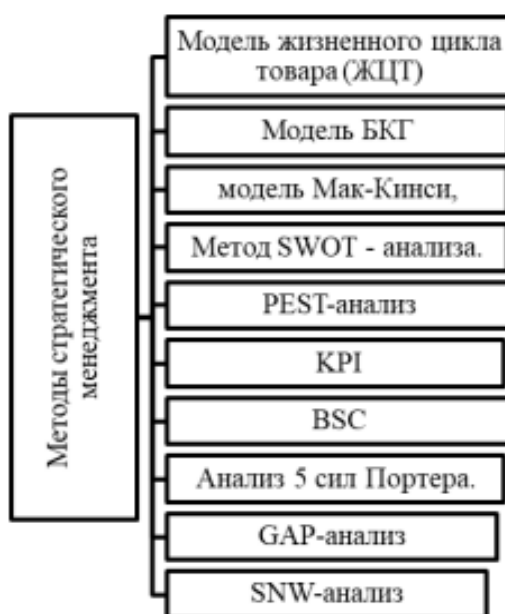 Методы стратегического
менеджмента
Модель жизненного цикла
товара (ЖЦТ)
Модель БКГ
модель Мак-Кинси,
Метод SWOT - анализа.
PEST-анализ
KPI
BSC
Анализ 5 сил Портера.
GAP-анализ
SNW-анализ